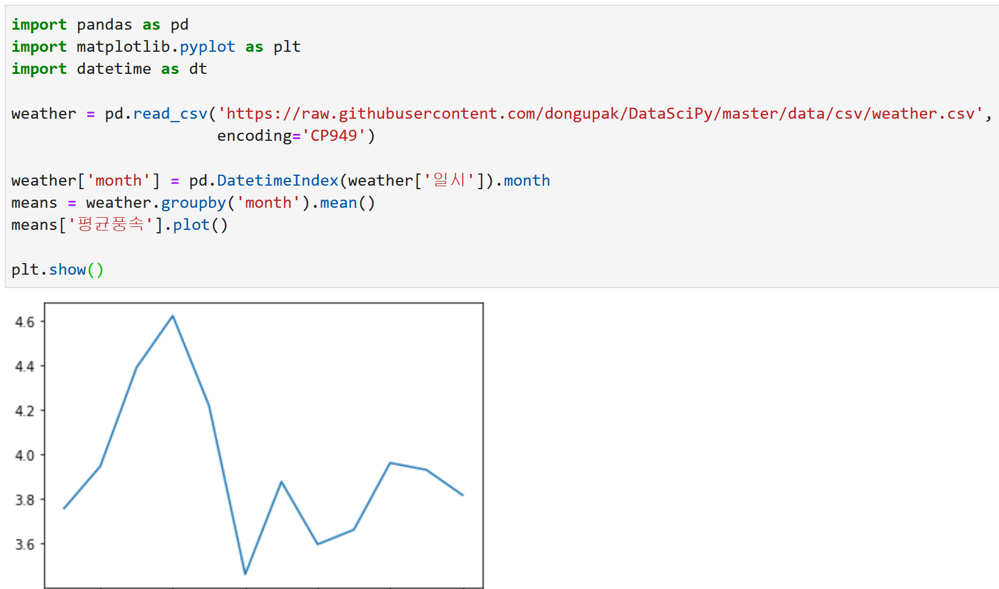 import pandas as pd
import matplotlib.pyplot as plt
import datetime as dt
weather = pd.read_csv('https://raw.githubusercontent.com/dongupak/DataSciPy/master/data/csv/weather.csv',
encoding='CP949')
weather['month'] = pd.DatetimeIndex(weather['일시']).month
means = weather.groupby('month').mean()
means['평균풍속'].plot()
plt.show()
4.6
4.4
4.2
4.0
3.8
3.6